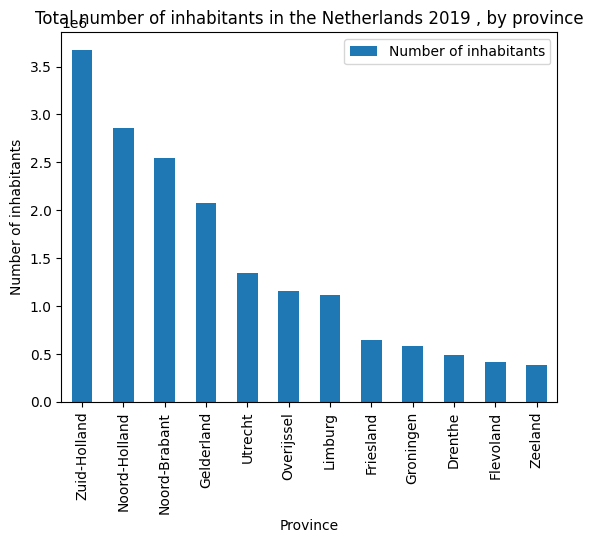 Total number of inhabitants in the Netherlands 2019 , by province
1e6
Number of inhabitants
3.5
3.0
2.5
2.0
1.5
1.0
0.5
0.0
Number of inhabitants
Zuid-Holland
Noord-Holland
Noord-Brabant
Gelderland
Utrecht
Overijssel
Limburg
Friesland
Groningen
Drenthe
Flevoland
Zeeland
Province